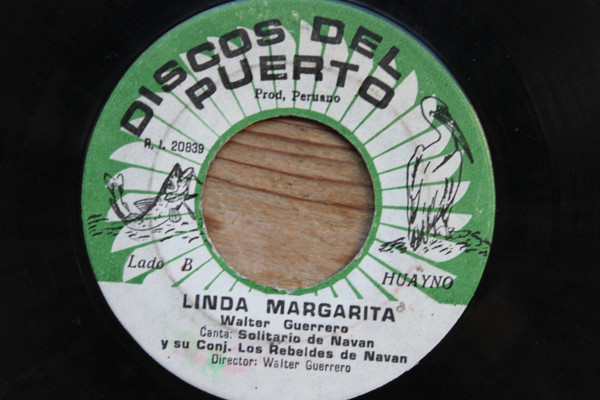 DISCOS DEL
PUERTO
Prod, Peruano
R. I. 20839
Lado B
HUAYNO
LINDA MARGARITA
Walter Guerrero
Canta: Solitario de Navan
y su Conj. Los Rebeldes de Navan
Director: Walter Guerrero